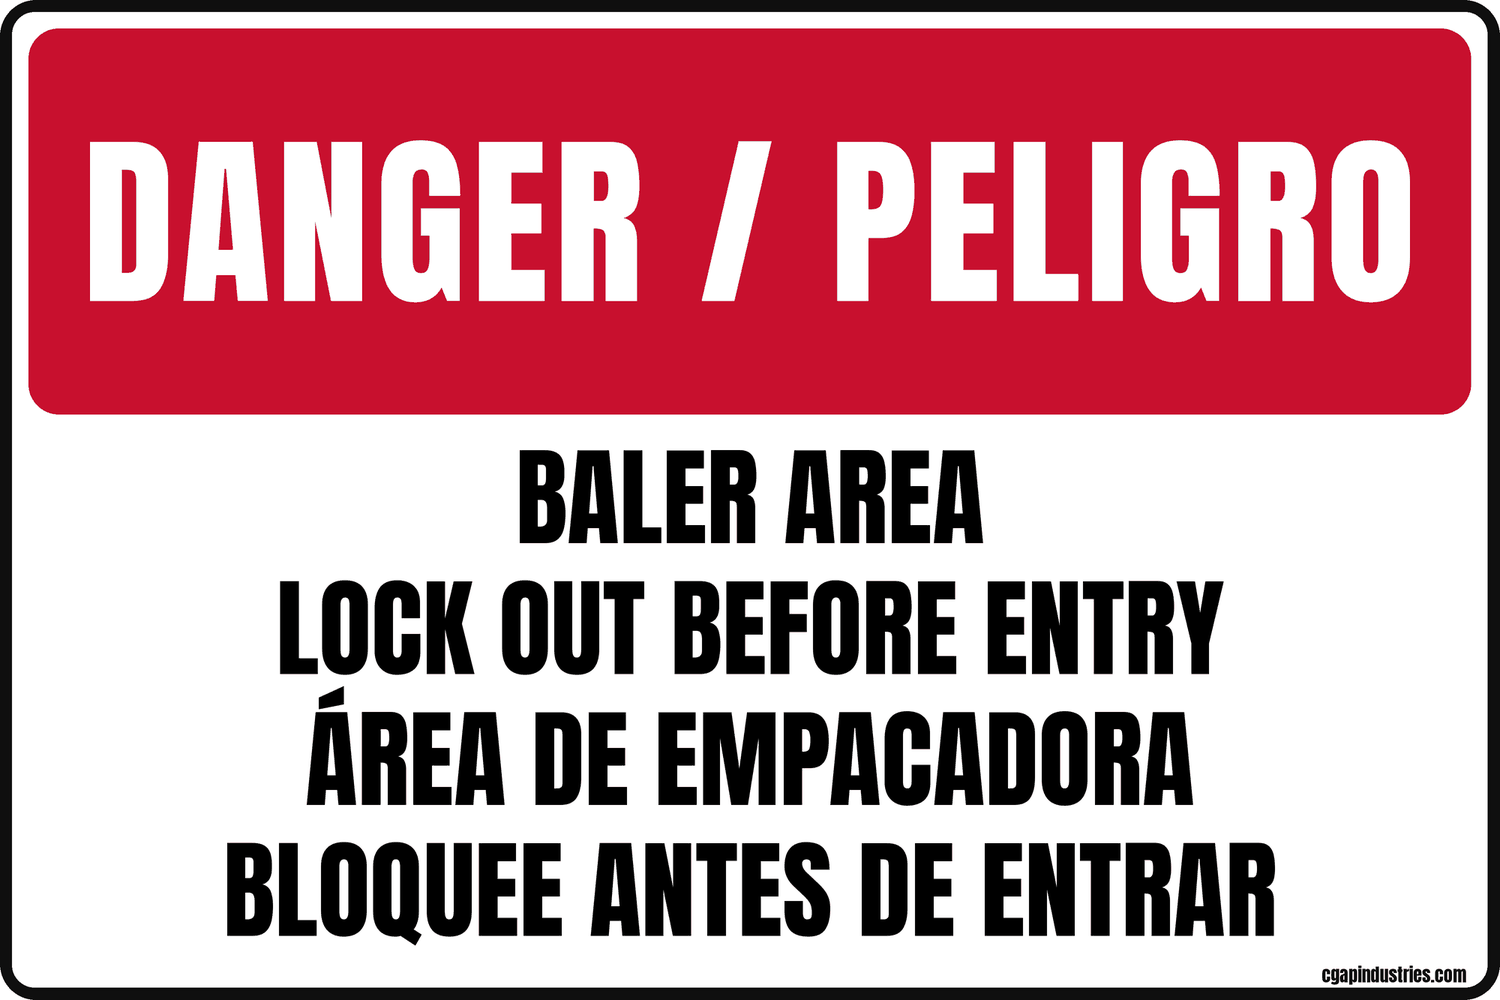 DANGER / PELIGRO
BALER AREA
LOCK OUT BEFORE ENTRY
ÁREA DE EMPACADORA
BLOQUEE ANTES DE ENTRAR
cgapindustries.com